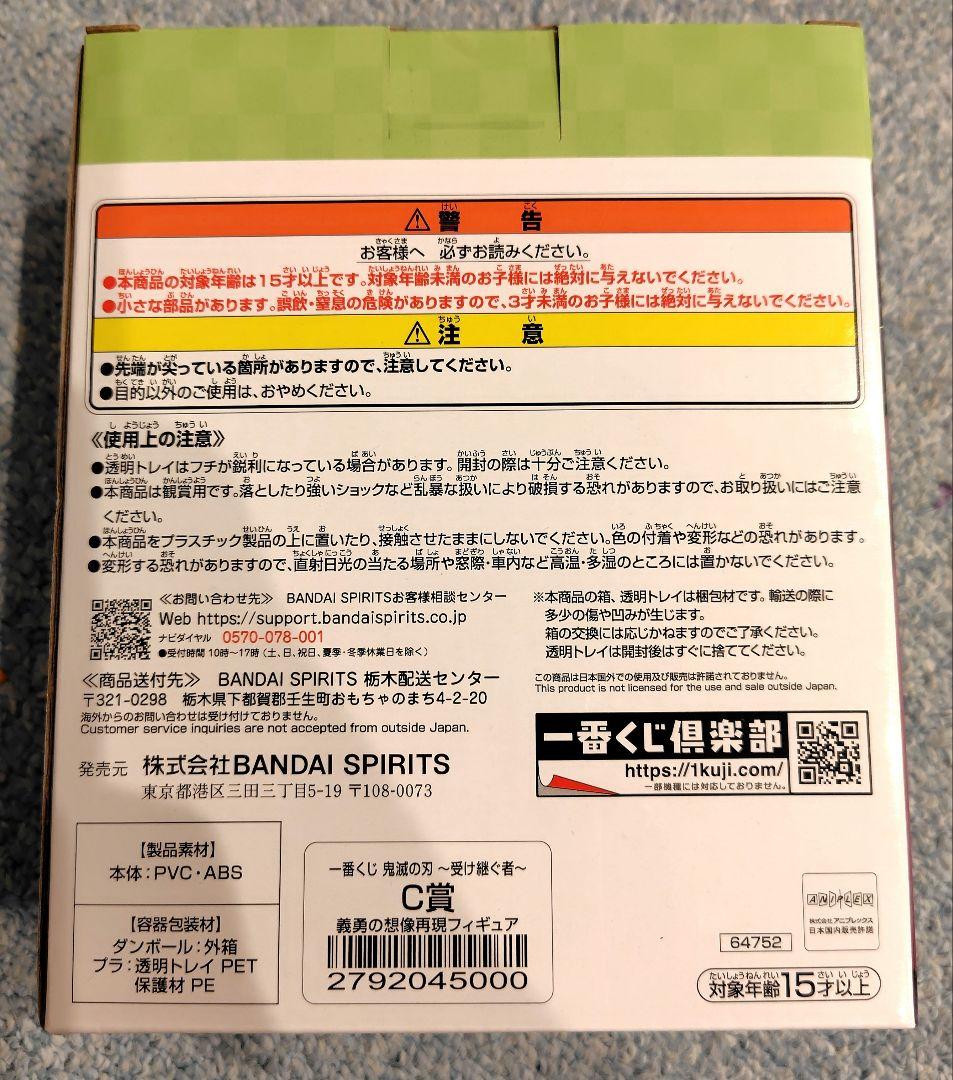 ⚠警告
お客様へ 必ずお読みください。
●本商品の対象年齢は15才以上です。対象年齢未満のお子様には絶対に与えないでください。
●小さな部品があります。誤飲・窒息の危険がありますので、3才未満のお子様には絶対に与えないでください。
⚠注意
●先端が尖っている箇所がありますので、注意してください。
●目的以外のご使用は、おやめください。
《使用上の注意》
●透明トレイはフチが鋭利になっている場合があります。開封の際は十分ご注意ください。
●本商品は観賞用です。落としたり強いショックなど乱暴な扱いにより破損する恐れがありますので、お取り扱いにはご注意
ください。
●本商品をプラスチック製品の上に置いたり、接触させたままにしないでください。色の付着や変形などの恐れがあります。
●変形する恐れがありますので、直射日光の当たる場所や窓際・車内など高温・多湿のところには置かないでください。
≪お問い合わせ先≫ BANDAI SPIRITSお客様相談センター
Web https://support.bandaispirits.co.jp
ナビダイヤル 0570-078-001
●受付時間 10時~17時(土、日、祝日、夏季・冬季休業日を除く)
≪商品送付先≫ BANDAI SPIRITS 栃木配送センター
〒321-0298 栃木県下都賀郡壬生町おもちゃのまち4-2-20
海外からのお問い合わせは受け付けておりません。
Customer service inquiries are not accepted from outside Japan.
※本商品の箱、透明トレイは梱包材です。輸送の際に
多少の傷や凹みが生じます。
箱の交換には応じかねますのでご了承ください。
透明トレイは開封後はすぐに捨ててください。
この商品は日本国外での使用及び販売は許諾されておりません。
This product is not licensed for the use and sale outside Japan.
一番くじ倶楽部
https://1kuji.com/
一部機種には対応しておりません。
発売元 株式会社BANDAI SPIRITS
東京都港区三田三丁目5-19 〒108-0073
【製品素材】
本体:PVC・ABS
【容器包装材】
ダンボール:外箱
プラ:透明トレイ PET
保護材 PE
一番くじ 鬼滅の刃 ～受け継ぐ者～
C賞
義勇の想像再現フィギュア
2792045000
ANIPLEX
株式会社アニプレックス
日本国内販売許諾
64752
対象年齢15才以上